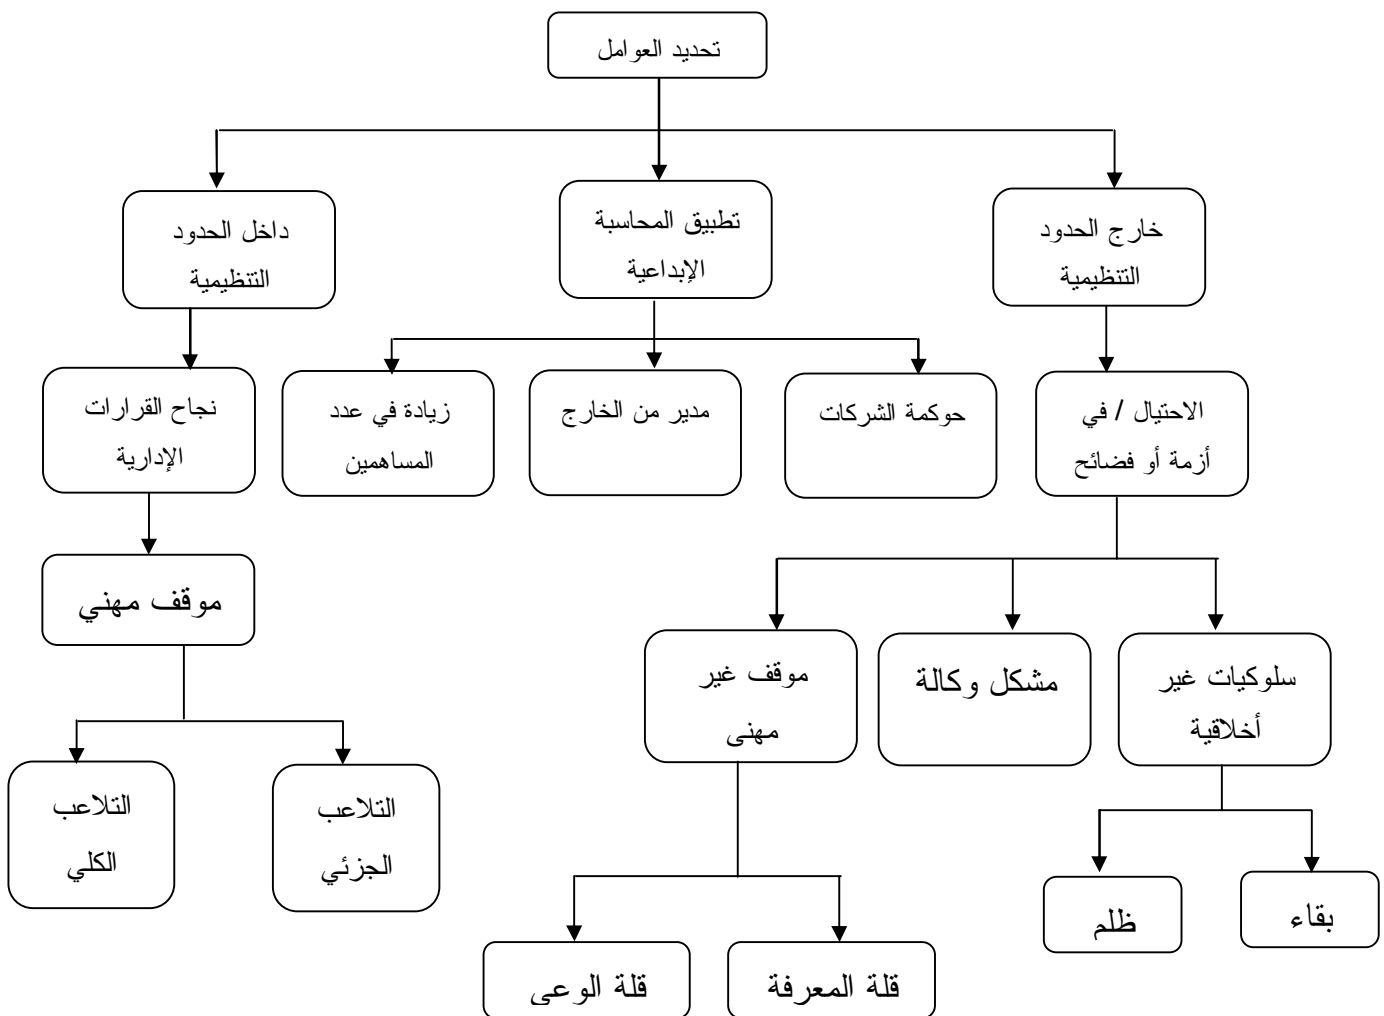 تحديد العوامل
خارج الحدود
التنظيمية
تطبيق المحاسبة
الإبداعية
داخل الحدود
التنظيمية
الاحتيال / في
أزمة أو فضائح
حوكمة الشركات
مدير من الخارج
زيادة في عدد
المساهمين
نجاح القرارات
الإدارية
موقف مهني
سلوكيات غير
أخلاقية
مشكل وكالة
موقف غير
مهنى
التلاعب
الجزئي
التلاعب
الكلي
بقاء
ظلم
قلة المعرفة
قلة الوعى